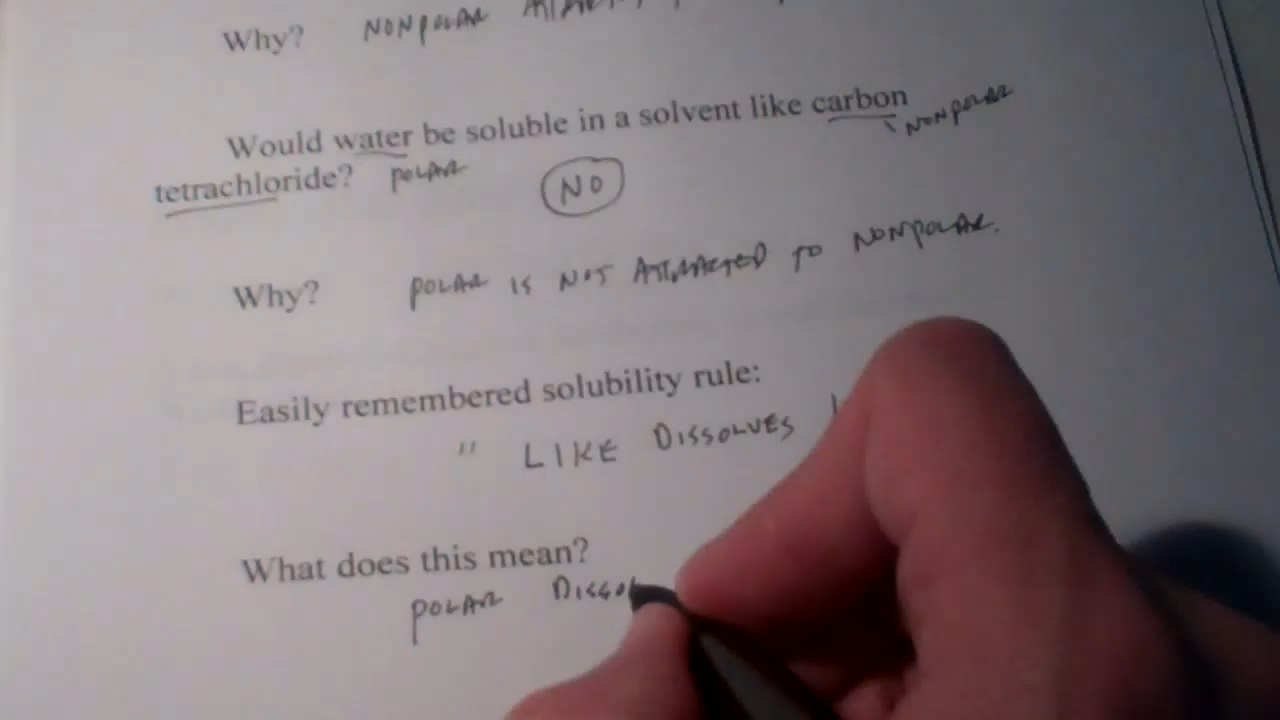 Why? NONPOLAR
Would water be soluble in a solvent like carbon NONPOLAR
tetrachloride? POLAR NO
Why? POLAR IS NOT ATTRACTED TO NONPOLAR.
Easily remembered solubility rule:
" LIKE DISSOLVES
What does this mean?
POLAR DISSOL